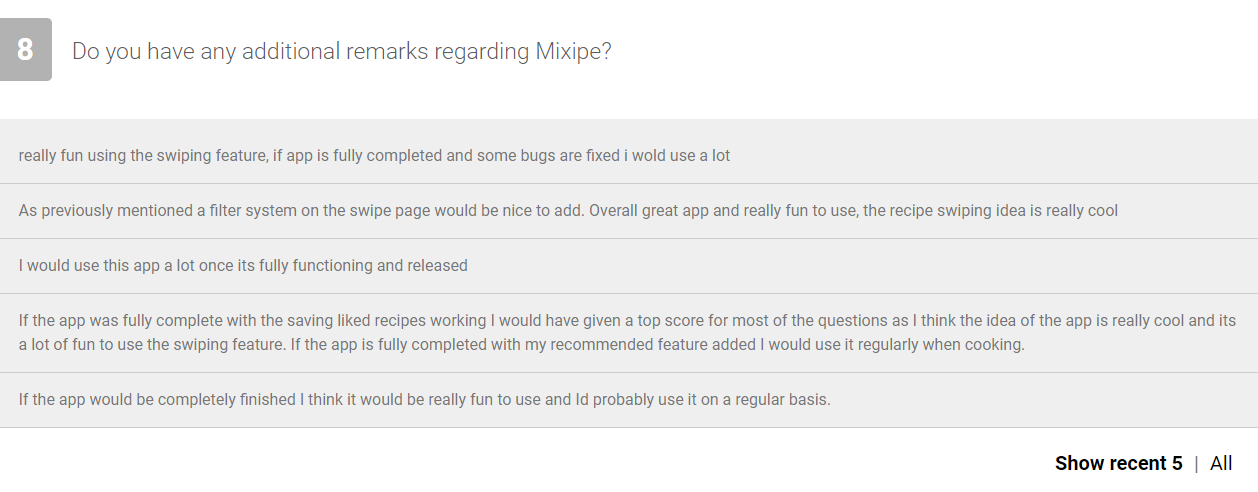 8
Do you have any additional remarks regarding Mixipe?
really fun using the swiping feature, if app is fully completed and some bugs are fixed i wold use a lot
As previously mentioned a filter system on the swipe page would be nice to add. Overall great app and really fun to use, the recipe swiping idea is really cool
I would use this app a lot once its fully functioning and released
If the app was fully complete with the saving liked recipes working I would have given a top score for most of the questions as I think the idea of the app is really cool and its
a lot of fun to use the swiping feature. If the app is fully completed with my recommended feature added I would use it regularly when cooking.
If the app would be completely finished I think it would be really fun to use and Id probably use it on a regular basis.
Show recent 5 | All